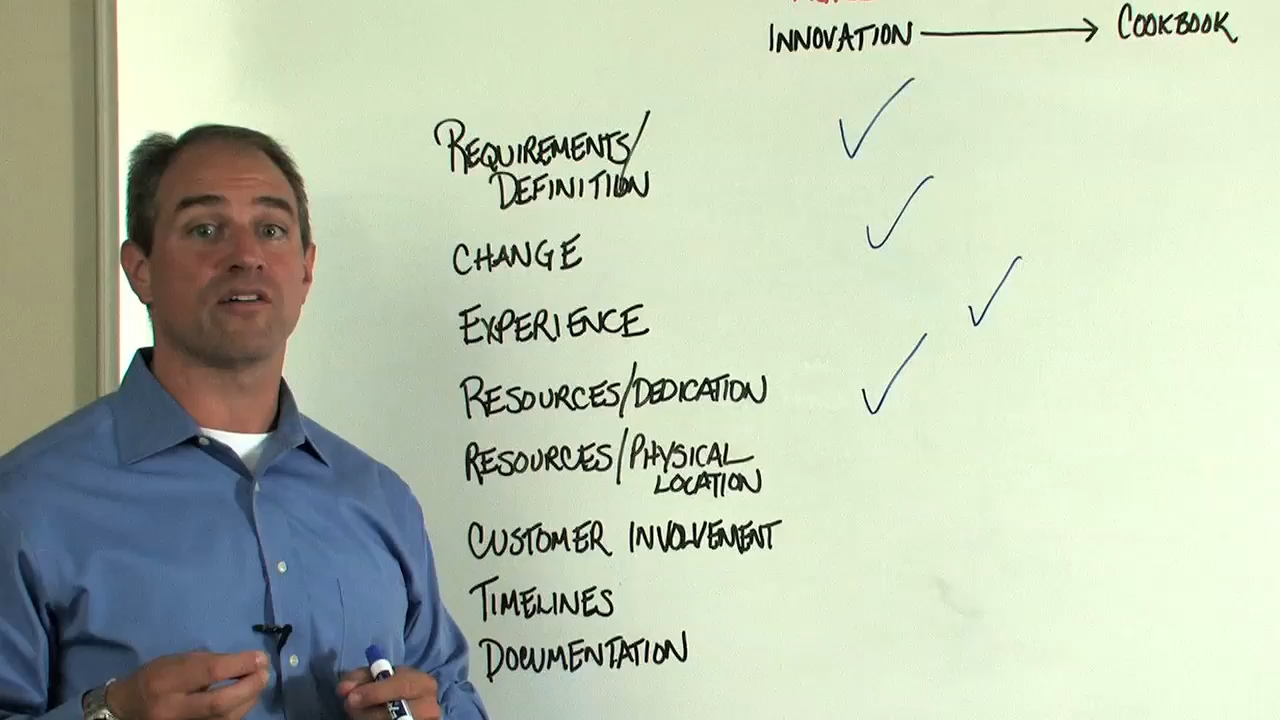 INNOVATION → COOKBOOK
REQUIREMENTS/
DEFINITION
CHANGE
EXPERIENCE
RESOURCES/DEDICATION
RESOURCES/PHYSICAL
LOCATION
CUSTOMER INVOLVEMENT
TIMELINES
DOCUMENTATION